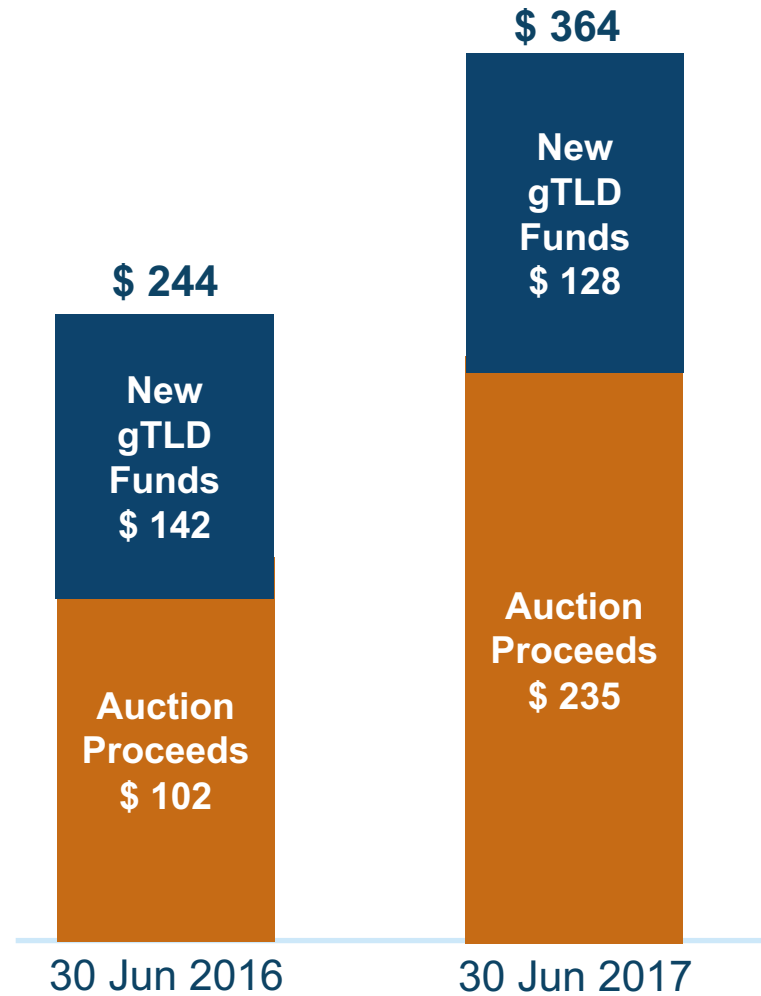 $ 364
New
gTLD
Funds
$ 128
$ 244
New
gTLD
Funds
$ 142
Auction
Proceeds
$ 235
Auction
Proceeds
$ 102
30 Jun 2016
30 Jun 2017